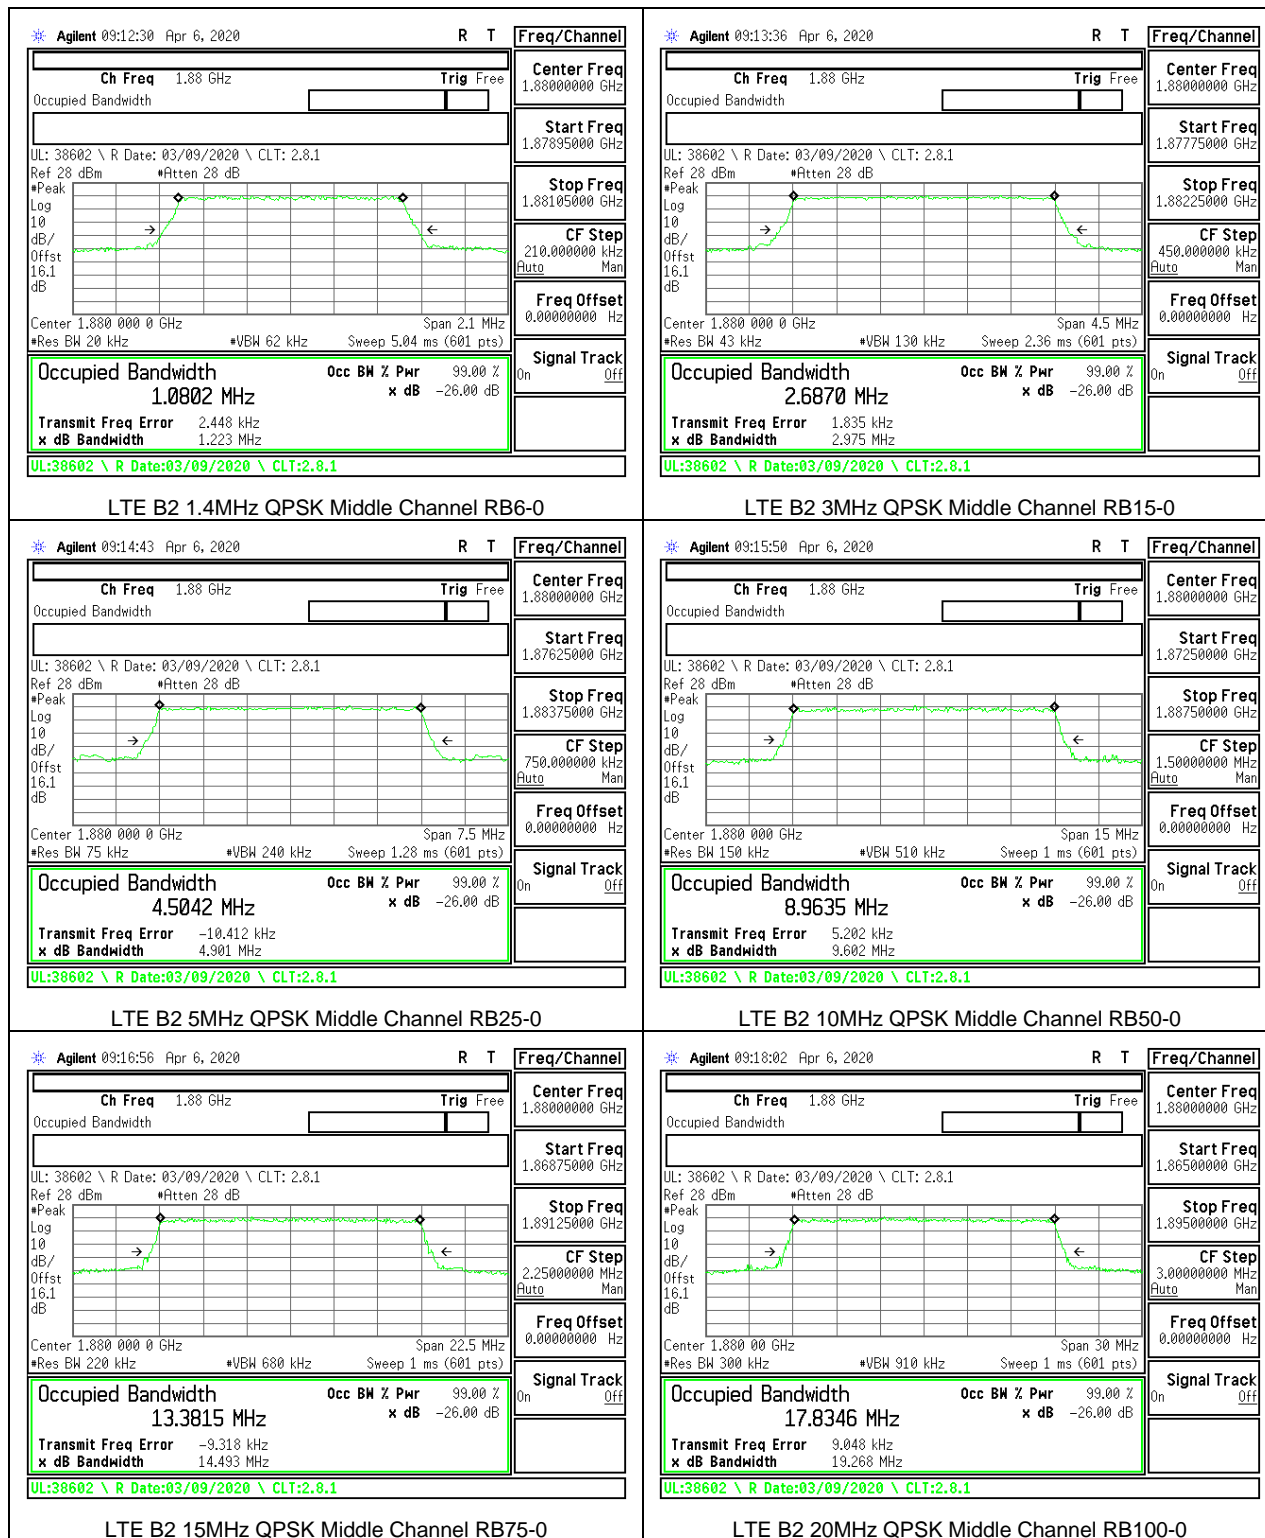 Agilent 09:12:30 Apr 6, 2020 R T Freq/Channel
Ch Freq 1.88 GHz Trig Free
Occupied Bandwidth
Center Freq
1.88000000 GHz
Start Freq
1.87895000 GHz
UL: 38602 \ R Date: 03/09/2020 \ CLT: 2.8.1
Ref 28 dBm #Atten 28 dB
#Peak
Log
10
dB/
Offst
16.1
dB
Stop Freq
1.88105000 GHz
CF Step
210.000000 kHz
Auto Man
Freq Offset
0.00000000 Hz
Center 1.880 000 0 GHz Span 2.1 MHz
#Res BW 20 kHz #VBW 62 kHz Sweep 5.04 ms (601 pts)
Signal Track
On Off
Occupied Bandwidth Occ BW % Pwr 99.00 %
1.0802 MHz x dB -26.00 dB
Transmit Freq Error 2.448 kHz
x dB Bandwidth 1.223 MHz
UL:38602 \ R Date:03/09/2020 \ CLT:2.8.1
LTE B2 1.4MHz QPSK Middle Channel RB6-0
Agilent 09:13:36 Apr 6, 2020 R T Freq/Channel
Ch Freq 1.88 GHz Trig Free
Occupied Bandwidth
Center Freq
1.88000000 GHz
Start Freq
1.87775000 GHz
UL: 38602 \ R Date: 03/09/2020 \ CLT: 2.8.1
Ref 28 dBm #Atten 28 dB
#Peak
Log
10
dB/
Offst
16.1
dB
Stop Freq
1.88225000 GHz
CF Step
450.000000 kHz
Auto Man
Freq Offset
0.00000000 Hz
Center 1.880 000 0 GHz Span 4.5 MHz
#Res BW 43 kHz #VBW 130 kHz Sweep 2.36 ms (601 pts)
Signal Track
On Off
Occupied Bandwidth Occ BW % Pwr 99.00 %
2.6870 MHz x dB -26.00 dB
Transmit Freq Error 1.835 kHz
x dB Bandwidth 2.975 MHz
UL:38602 \ R Date:03/09/2020 \ CLT:2.8.1
LTE B2 3MHz QPSK Middle Channel RB15-0
Agilent 09:14:43 Apr 6, 2020 R T Freq/Channel
Ch Freq 1.88 GHz Trig Free
Occupied Bandwidth
Center Freq
1.88000000 GHz
Start Freq
1.87625000 GHz
UL: 38602 \ R Date: 03/09/2020 \ CLT: 2.8.1
Ref 28 dBm #Atten 28 dB
#Peak
Log
10
dB/
Offst
16.1
dB
Stop Freq
1.88375000 GHz
CF Step
750.000000 kHz
Auto Man
Freq Offset
0.00000000 Hz
Center 1.880 000 0 GHz Span 7.5 MHz
#Res BW 75 kHz #VBW 240 kHz Sweep 1.28 ms (601 pts)
Signal Track
On Off
Occupied Bandwidth Occ BW % Pwr 99.00 %
4.5042 MHz x dB -26.00 dB
Transmit Freq Error -10.412 kHz
x dB Bandwidth 4.901 MHz
UL:38602 \ R Date:03/09/2020 \ CLT:2.8.1
LTE B2 5MHz QPSK Middle Channel RB25-0
Agilent 09:15:50 Apr 6, 2020 R T Freq/Channel
Ch Freq 1.88 GHz Trig Free
Occupied Bandwidth
Center Freq
1.88000000 GHz
Start Freq
1.87250000 GHz
UL: 38602 \ R Date: 03/09/2020 \ CLT: 2.8.1
Ref 28 dBm #Atten 28 dB
#Peak
Log
10
dB/
Offst
16.1
dB
Stop Freq
1.88750000 GHz
CF Step
1.50000000 MHz
Auto Man
Freq Offset
0.00000000 Hz
Center 1.880 000 GHz Span 15 MHz
#Res BW 150 kHz #VBW 510 kHz Sweep 1 ms (601 pts)
Signal Track
On Off
Occupied Bandwidth Occ BW % Pwr 99.00 %
8.9635 MHz x dB -26.00 dB
Transmit Freq Error 5.202 kHz
x dB Bandwidth 9.602 MHz
UL:38602 \ R Date:03/09/2020 \ CLT:2.8.1
LTE B2 10MHz QPSK Middle Channel RB50-0
Agilent 09:16:56 Apr 6, 2020 R T Freq/Channel
Ch Freq 1.88 GHz Trig Free
Occupied Bandwidth
Center Freq
1.88000000 GHz
Start Freq
1.86875000 GHz
UL: 38602 \ R Date: 03/09/2020 \ CLT: 2.8.1
Ref 28 dBm #Atten 28 dB
#Peak
Log
10
dB/
Offst
16.1
dB
Stop Freq
1.89125000 GHz
CF Step
2.25000000 MHz
Auto Man
Freq Offset
0.00000000 Hz
Center 1.880 000 0 GHz Span 22.5 MHz
#Res BW 220 kHz #VBW 680 kHz Sweep 1 ms (601 pts)
Signal Track
On Off
Occupied Bandwidth Occ BW % Pwr 99.00 %
13.3815 MHz x dB -26.00 dB
Transmit Freq Error -9.318 kHz
x dB Bandwidth 14.493 MHz
UL:38602 \ R Date:03/09/2020 \ CLT:2.8.1
LTE B2 15MHz QPSK Middle Channel RB75-0
Agilent 09:18:02 Apr 6, 2020 R T Freq/Channel
Ch Freq 1.88 GHz Trig Free
Occupied Bandwidth
Center Freq
1.88000000 GHz
Start Freq
1.86500000 GHz
UL: 38602 \ R Date: 03/09/2020 \ CLT: 2.8.1
Ref 28 dBm #Atten 28 dB
#Peak
Log
10
dB/
Offst
16.1
dB
Stop Freq
1.89500000 GHz
CF Step
3.00000000 MHz
Auto Man
Freq Offset
0.00000000 Hz
Center 1.880 00 GHz Span 30 MHz
#Res BW 300 kHz #VBW 910 kHz Sweep 1 ms (601 pts)
Signal Track
On Off
Occupied Bandwidth Occ BW % Pwr 99.00 %
17.8346 MHz x dB -26.00 dB
Transmit Freq Error 9.048 kHz
x dB Bandwidth 19.268 MHz
UL:38602 \ R Date:03/09/2020 \ CLT:2.8.1
LTE B2 20MHz QPSK Middle Channel RB100-0